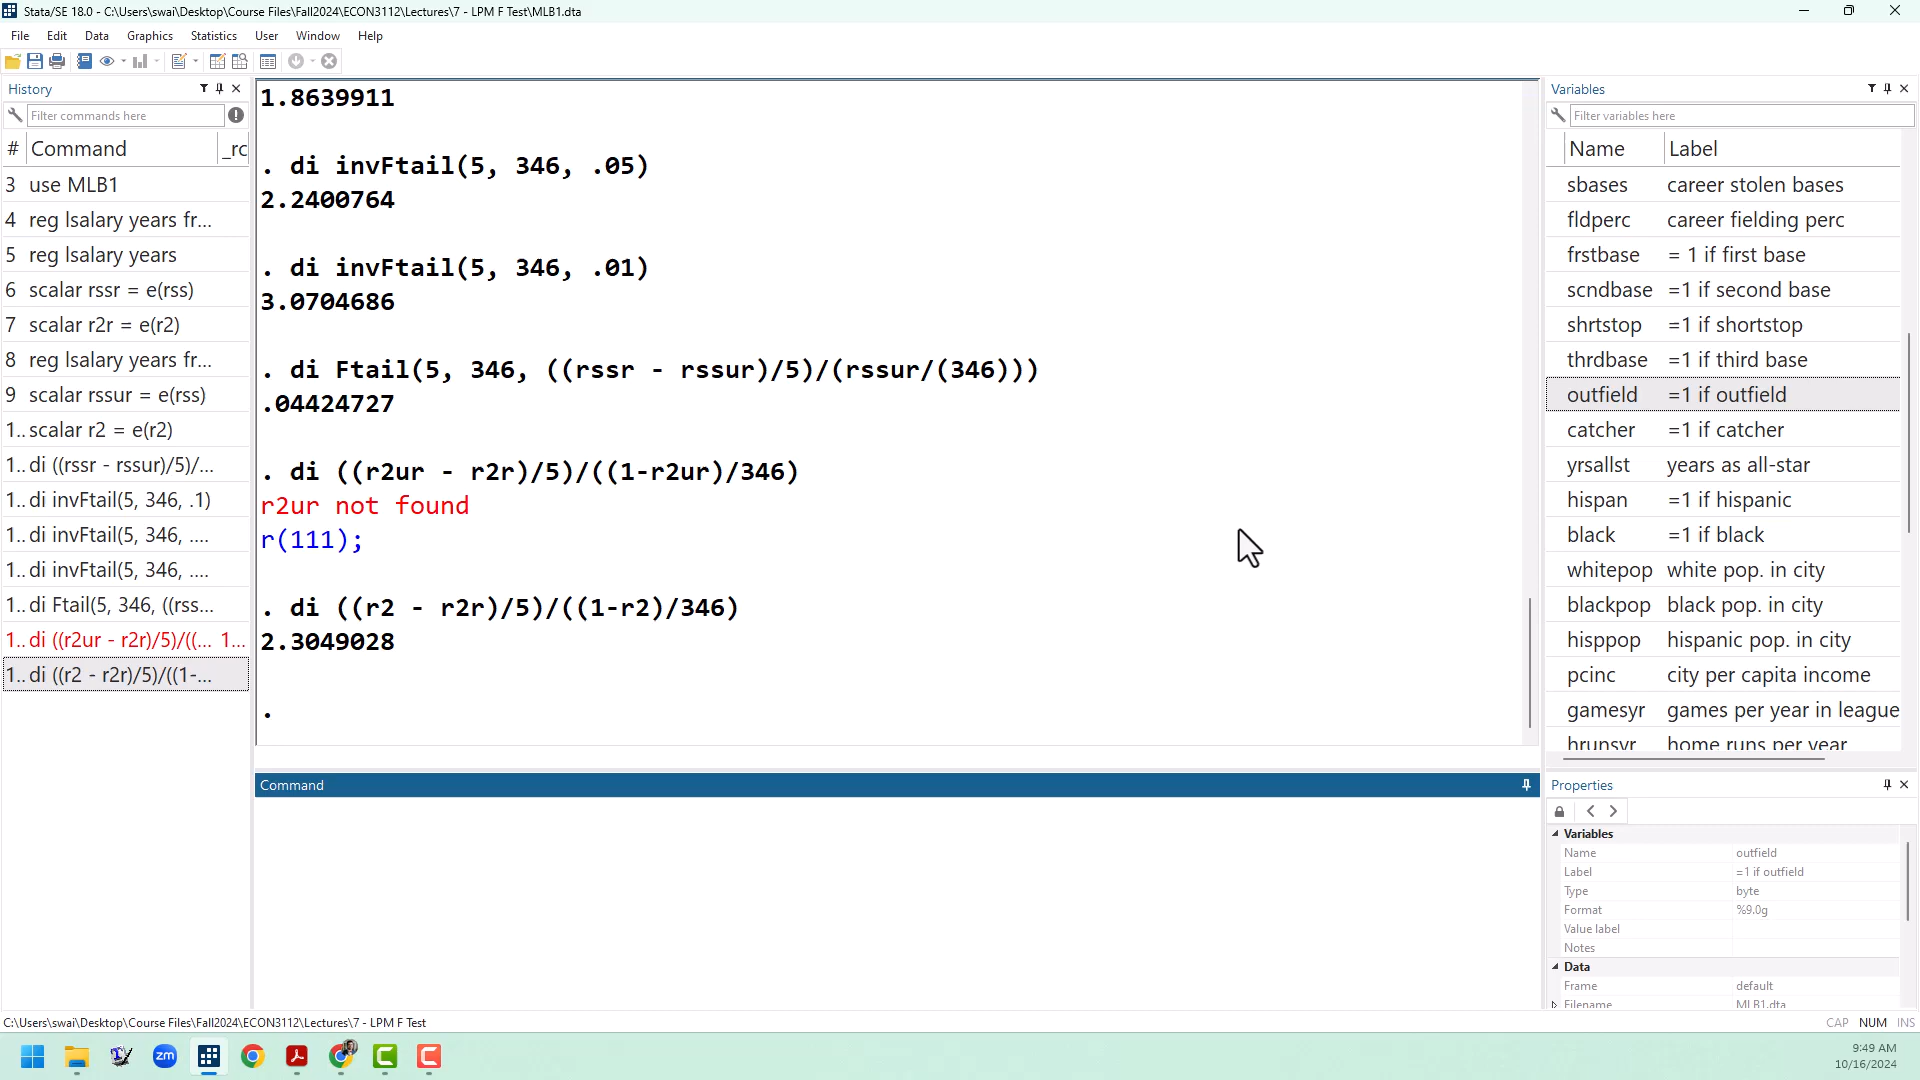 Stata/SE 18.0 - C:\Users\swai\Desktop\Course Files\Fall2024\ECON3112\Lectures\7 - LPM F Test\MLB1.dta
File Edit Data Graphics Statistics User Window Help
History
Filter commands here
# Command _rc
3 use MLB1
4 reg lsalary years fr...
5 reg lsalary years
6 scalar rssr = e(rss)
7 scalar r2r = e(r2)
8 reg lsalary years fr...
9 scalar rssur = e(rss)
1.. scalar r2 = e(r2)
1.. di ((rssr - rssur)/5)/...
1.. di invFtail(5, 346, .1)
1.. di invFtail(5, 346, ....
1.. di invFtail(5, 346, ....
1.. di Ftail(5, 346, ((rss...
1.. di ((r2ur - r2r)/5)/((... 1...
1.. di ((r2 - r2r)/5)/((1-...
1.8639911
. di invFtail(5, 346, .05)
2.2400764
. di invFtail(5, 346, .01)
3.0704686
. di Ftail(5, 346, ((rssr - rssur)/5)/(rssur/(346)))
.04424727
. di ((r2ur - r2r)/5)/((1-r2ur)/346)
r2ur not found
r(111);
. di ((r2 - r2r)/5)/((1-r2)/346)
2.3049028
.
Command
Variables
Filter variables here
Name Label
sbases career stolen bases
fldperc career fielding perc
frstbase = 1 if first base
scndbase =1 if second base
shrtstop =1 if shortstop
thrdbase =1 if third base
outfield =1 if outfield
catcher =1 if catcher
yrsallst years as all-star
hispan =1 if hispanic
black =1 if black
whitepop white pop. in city
blackpop black pop. in city
hisppop hispanic pop. in city
pcinc city per capita income
gamesyr games per year in league
hrunsyr home runs per year
Properties
Variables
Name outfield
Label =1 if outfield
Type byte
Format %9.0g
Value label
Notes
Data
Frame default
Filename MLB1.dta
C:\Users\swai\Desktop\Course Files\Fall2024\ECON3112\Lectures\7 - LPM F Test
CAP NUM INS
zm
9:49 AM
10/16/2024